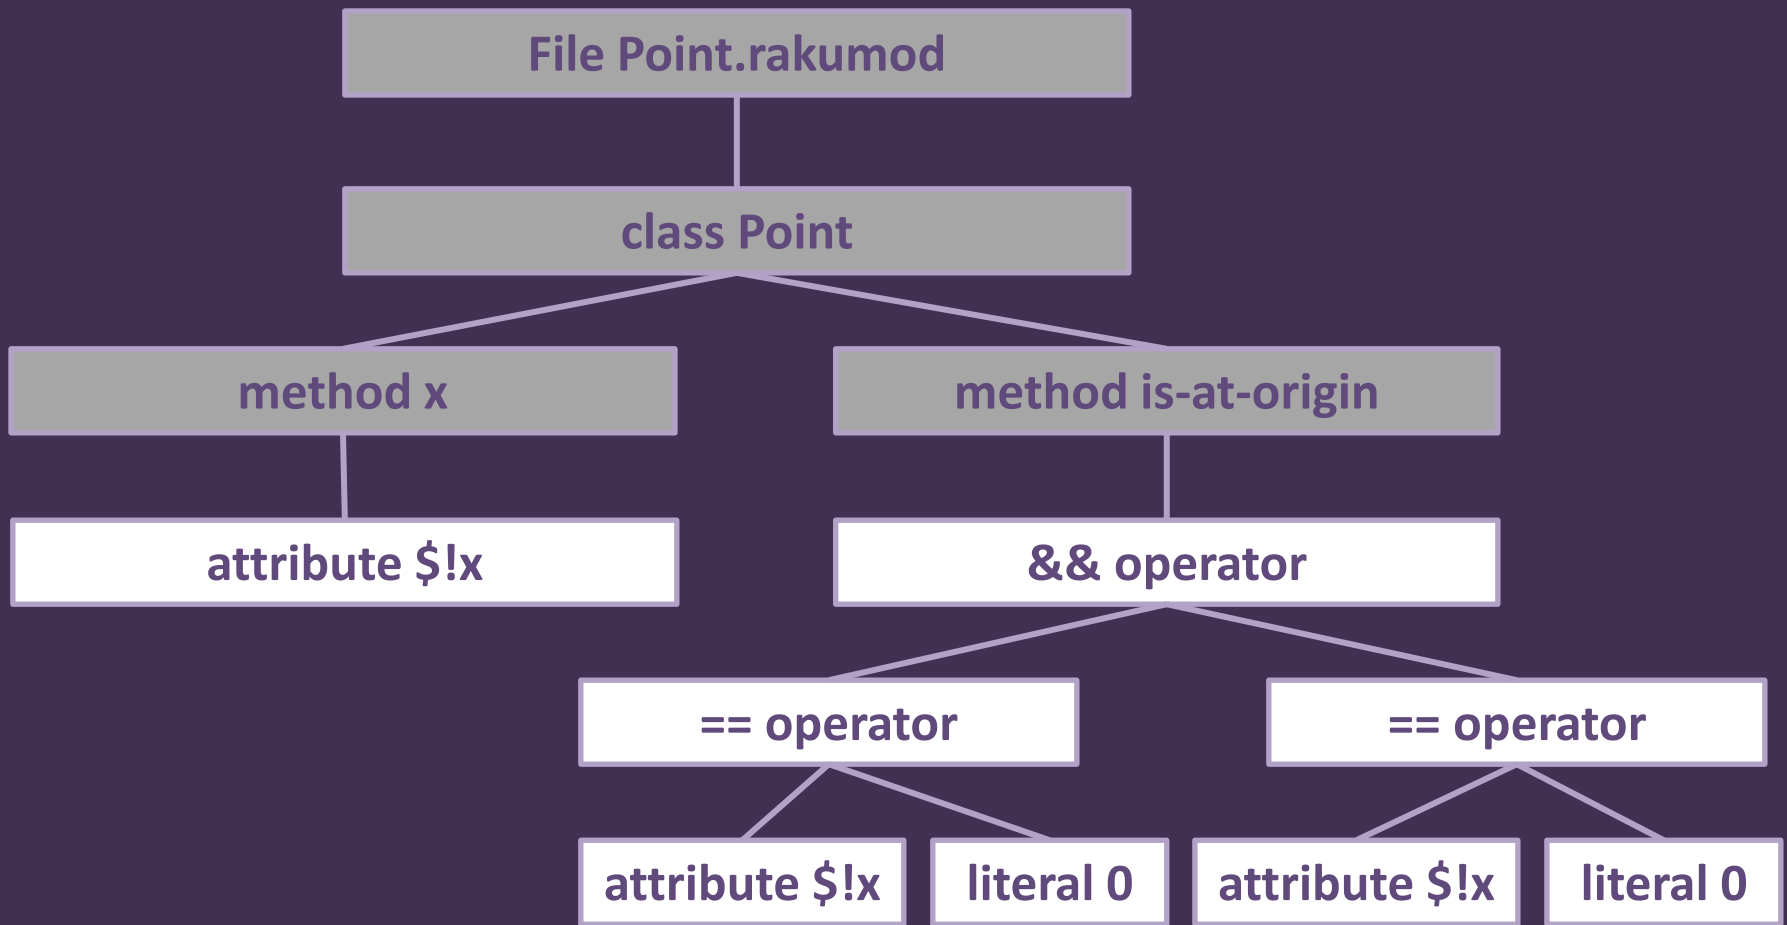 File Point.rakumod
class Point
method x
method is-at-origin
attribute $!x
&& operator
== operator
== operator
attribute $!x
literal 0
attribute $!x
literal 0